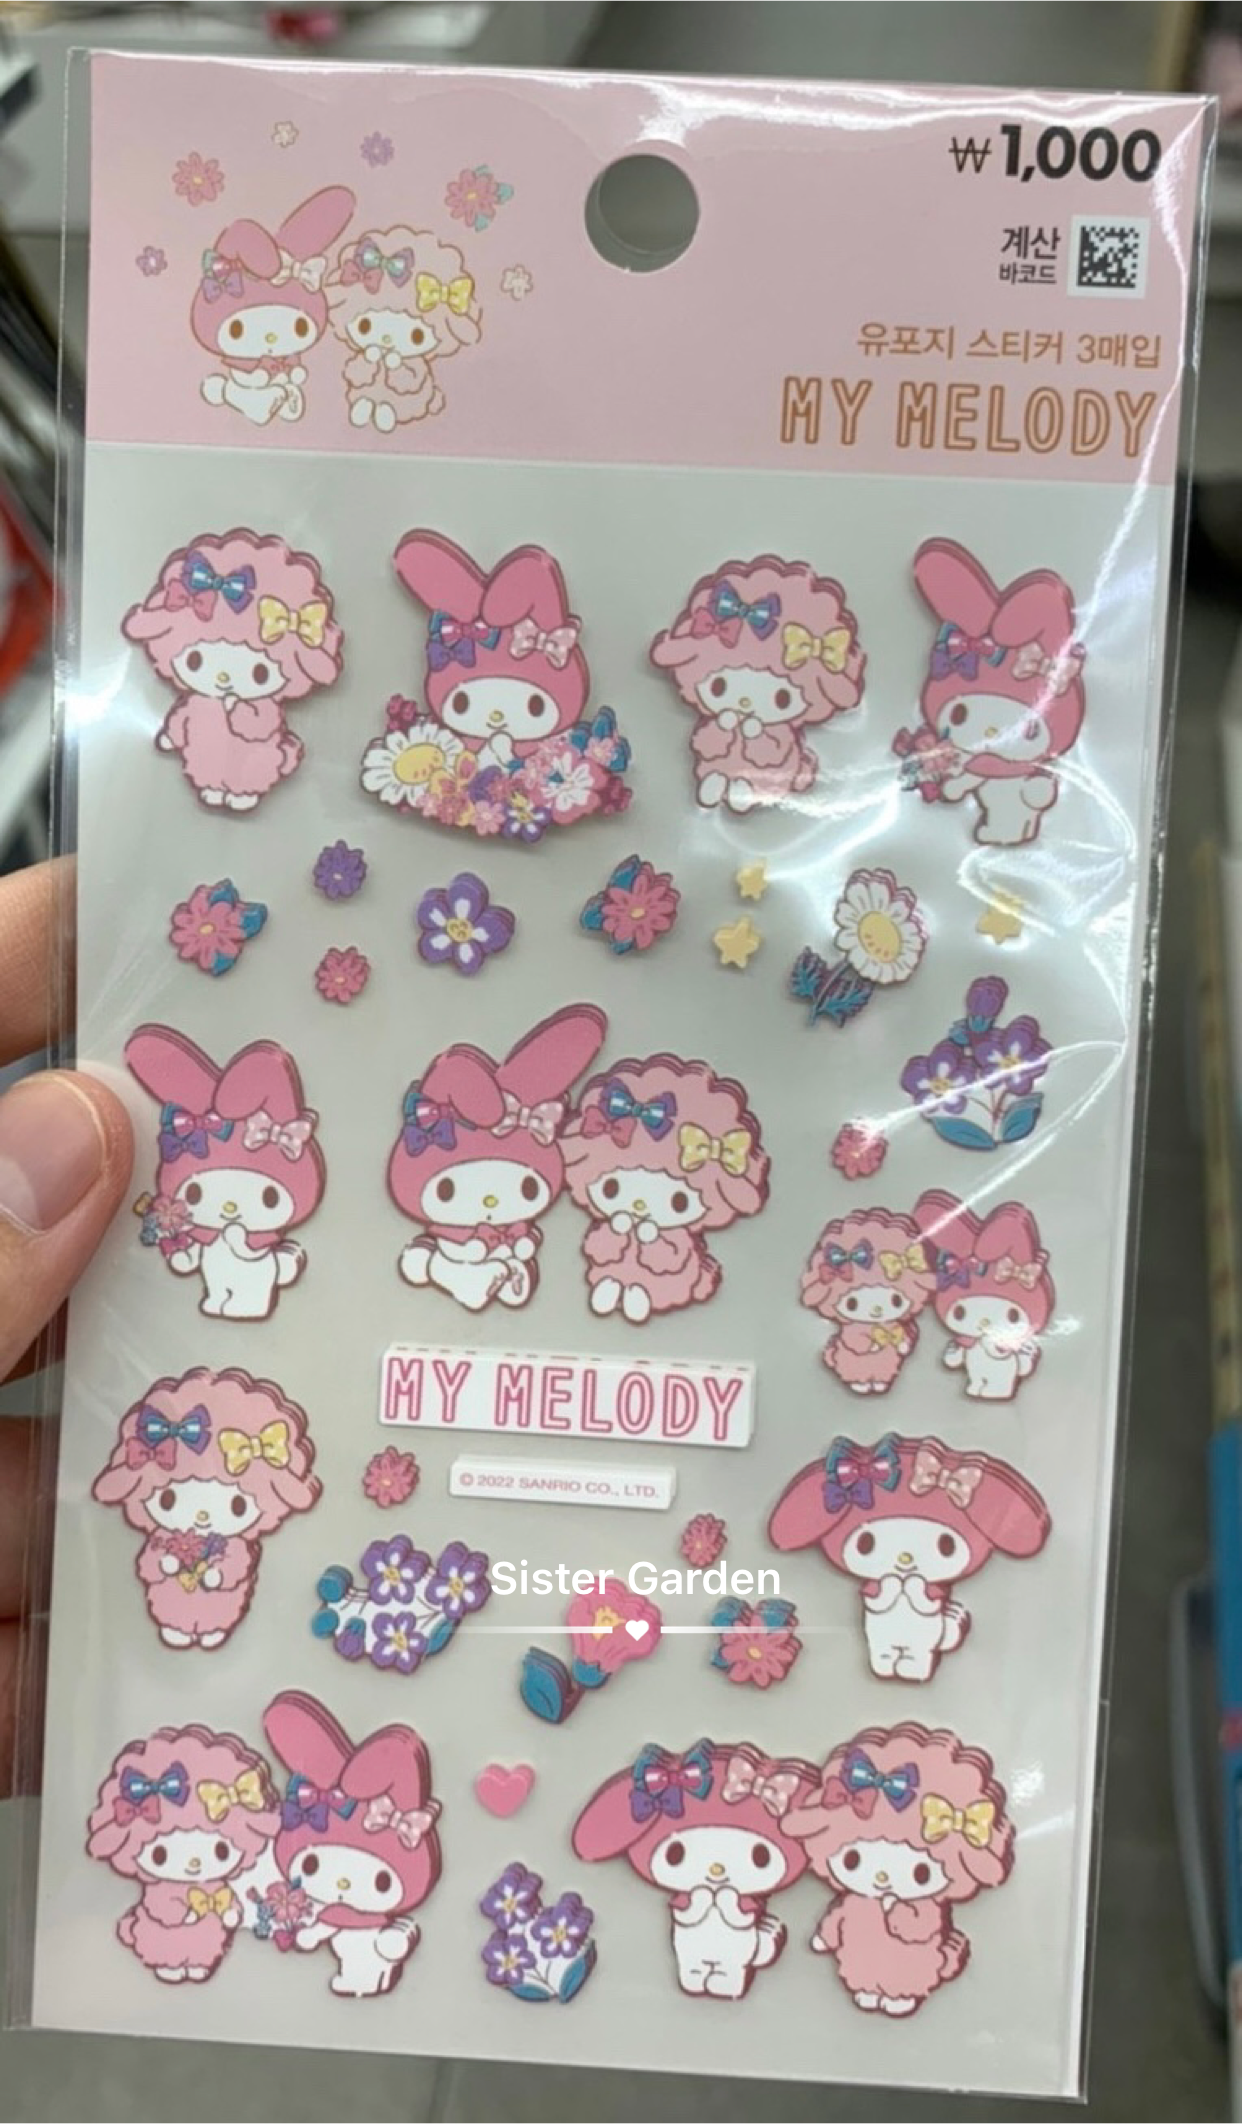 ₩1,000
계산
바코드
유포지 스티커 3매입
MY MELODY
MY MELODY
© 2022 SANRIO CO., LTD.
Sister Garden